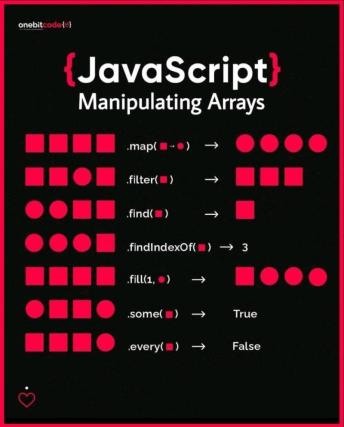 onebitcode{}
{JavaScript}
Manipulating Arrays
.map( → ) →
.filter( ) →
.find( ) →
.findIndexOf( ) → 3
.fill(1, ) →
.some( ) → True
.every( ) → False